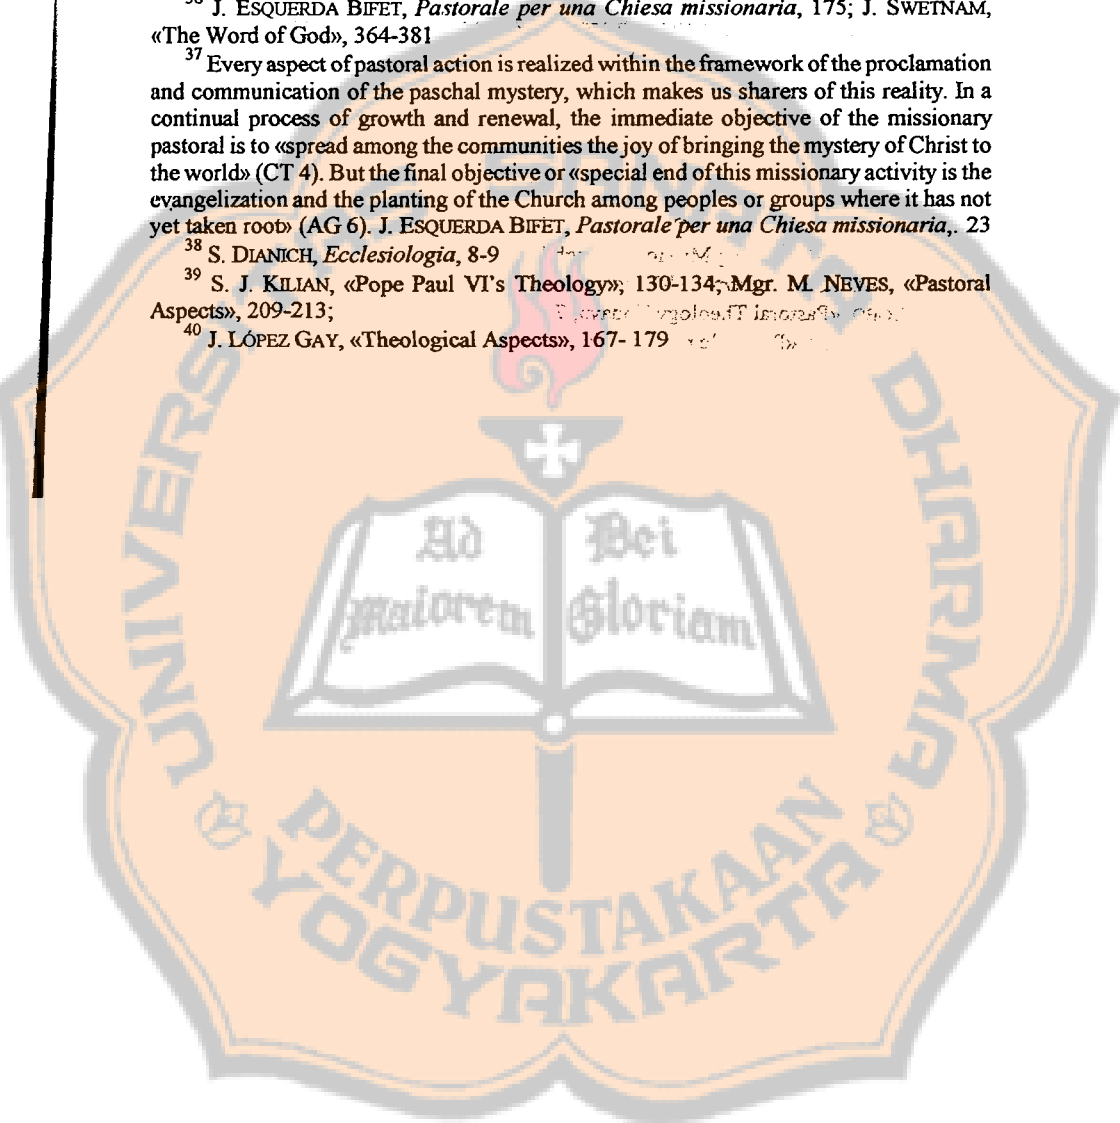 J. ESQUERDA BIFET, Pastorale per una Chiesa missionaria, 175; J. SWETNAM,
«The Word of God», 364-381
37 Every aspect of pastoral action is realized within the framework of the proclamation
and communication of the paschal mystery, which makes us sharers of this reality. In a
continual process of growth and renewal, the immediate objective of the missionary
pastoral is to «spread among the communities the joy of bringing the mystery of Christ to
the world» (CT 4). But the final objective or «special end of this missionary activity is the
evangelization and the planting of the Church among peoples or groups where it has not
yet taken root» (AG 6). J. ESQUERDA BIFET, Pastorale per una Chiesa missionaria,. 23
38 S. DIANICH, Ecclesiologia, 8-9
39 S. J. KILIAN, «Pope Paul VI's Theology»; 130-134; Mgr. M. NEVES, «Pastoral
Aspects», 209-213;
40 J. LÓPEZ GAY, «Theological Aspects», 167- 179
UNIVERSITAS SANATA DHARMA
Ad Dei
maiorem Gloriam
PERPUSTAKAAN
YOGYAKARTA